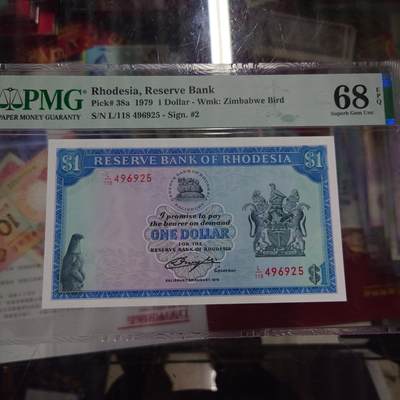 PMG
PAPER MONEY GUARANTY
Rhodesia, Reserve Bank
Pick# 38a 1979 1 Dollar - Wmk: Zimbabwe Bird
S/N L/118 496925 - Sign. #2
68 EPQ
Superb Gem Unc
$1 RESERVE BANK OF RHODESIA $1
L/118 496925
I promise to pay
the bearer on demand
ONE DOLLAR
FOR THE
RESERVE BANK OF RHODESIA
Governor
L/118 496925
$1